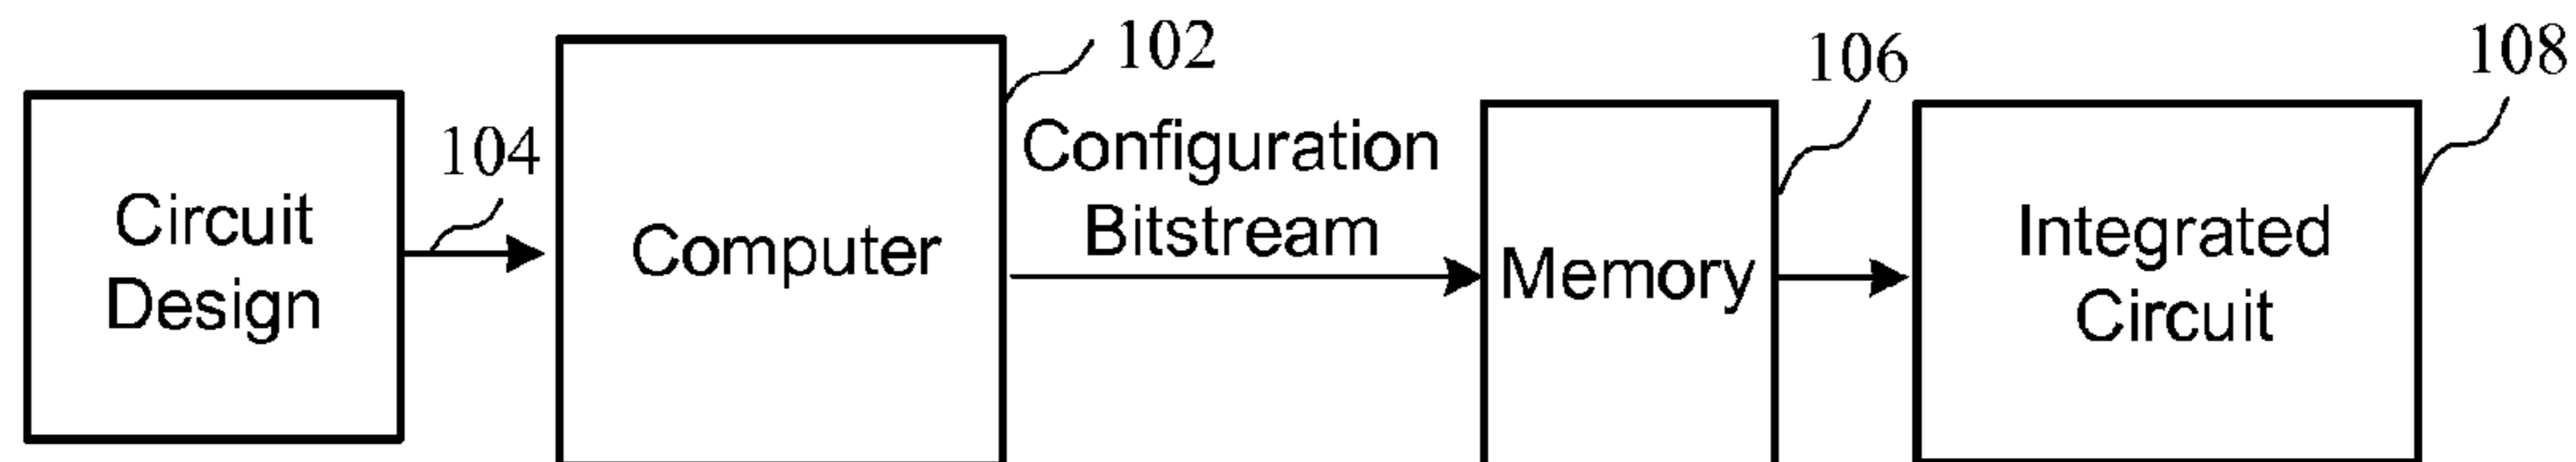 Circuit
Design
104
Computer
102
Configuration
Bitstream
Memory
106
Integrated
Circuit
108